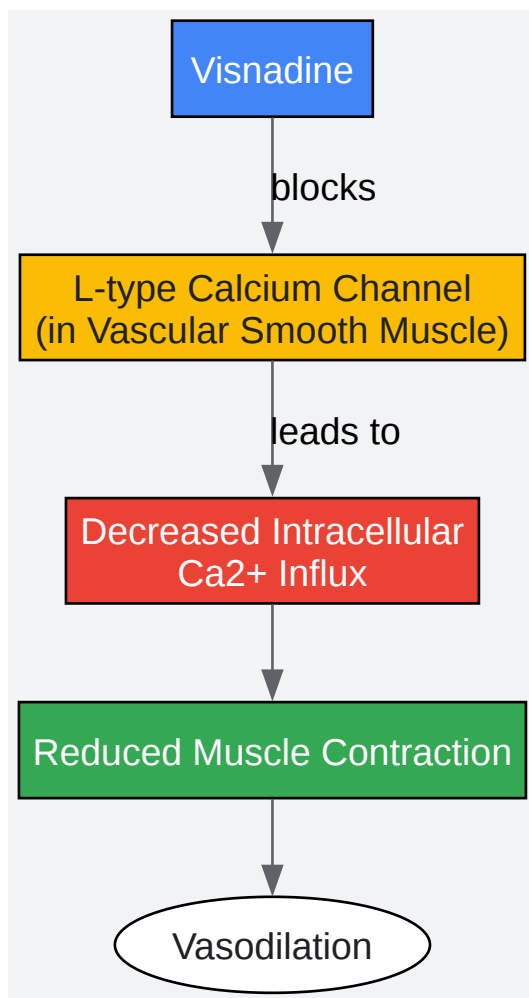 Visnadine
blocks
L-type Calcium Channel
(in Vascular Smooth Muscle)
leads to
Decreased Intracellular
Ca2+ Influx
Reduced Muscle Contraction
Vasodilation